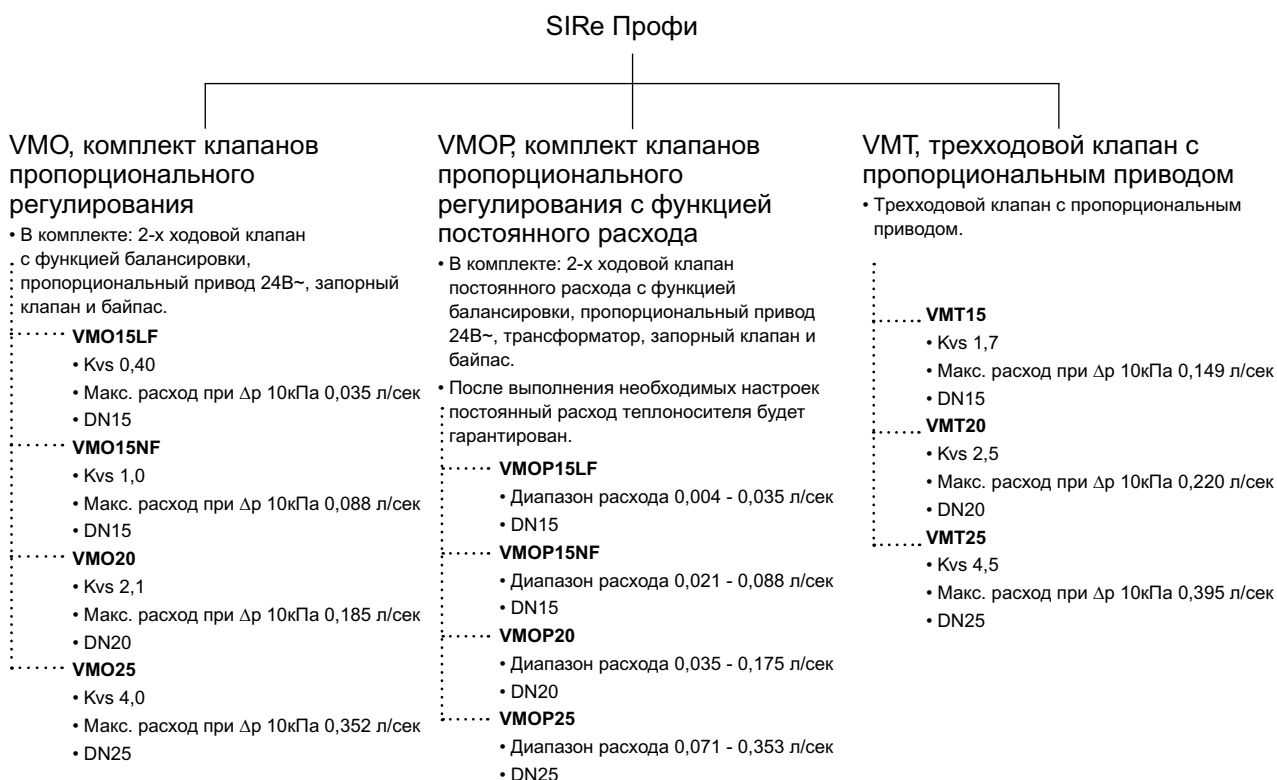 SIRe Профи
VMO, комплект клапанов
пропорционального
регулирования
• В комплекте: 2-х ходовой клапан
с функцией балансировки,
пропорциональный привод 24В~, запорный
клапан и байпас.
VMO15LF
• Kvs 0,40
• Макс. расход при ∆p 10кПа 0,035 л/сек
• DN15
VMO15NF
• Kvs 1,0
• Макс. расход при ∆p 10кПа 0,088 л/сек
• DN15
VMO20
• Kvs 2,1
• Макс. расход при ∆p 10кПа 0,185 л/сек
• DN20
VMO25
• Kvs 4,0
• Макс. расход при ∆p 10кПа 0,352 л/сек
• DN25
VMOP, комплект клапанов
пропорционального
регулирования с функцией
постоянного расхода
• В комплекте: 2-х ходовой клапан
постоянного расхода с функцией
балансировки, пропорциональный привод
24В~, трансформатор, запорный клапан и
байпас.
• После выполнения необходимых настроек
постоянный расход теплоносителя будет
гарантирован.
VMOP15LF
• Диапазон расхода 0,004 - 0,035 л/сек
• DN15
VMOP15NF
• Диапазон расхода 0,021 - 0,088 л/сек
• DN15
VMOP20
• Диапазон расхода 0,035 - 0,175 л/сек
• DN20
VMOP25
• Диапазон расхода 0,071 - 0,353 л/сек
• DN25
VMT, трехходовой клапан с
пропорциональным приводом
• Трехходовой клапан с пропорциональным
приводом.
VMT15
• Kvs 1,7
• Макс. расход при ∆p 10кПа 0,149 л/сек
• DN15
VMT20
• Kvs 2,5
• Макс. расход при ∆p 10кПа 0,220 л/сек
• DN20
VMT25
• Kvs 4,5
• Макс. расход при ∆p 10кПа 0,395 л/сек
• DN25